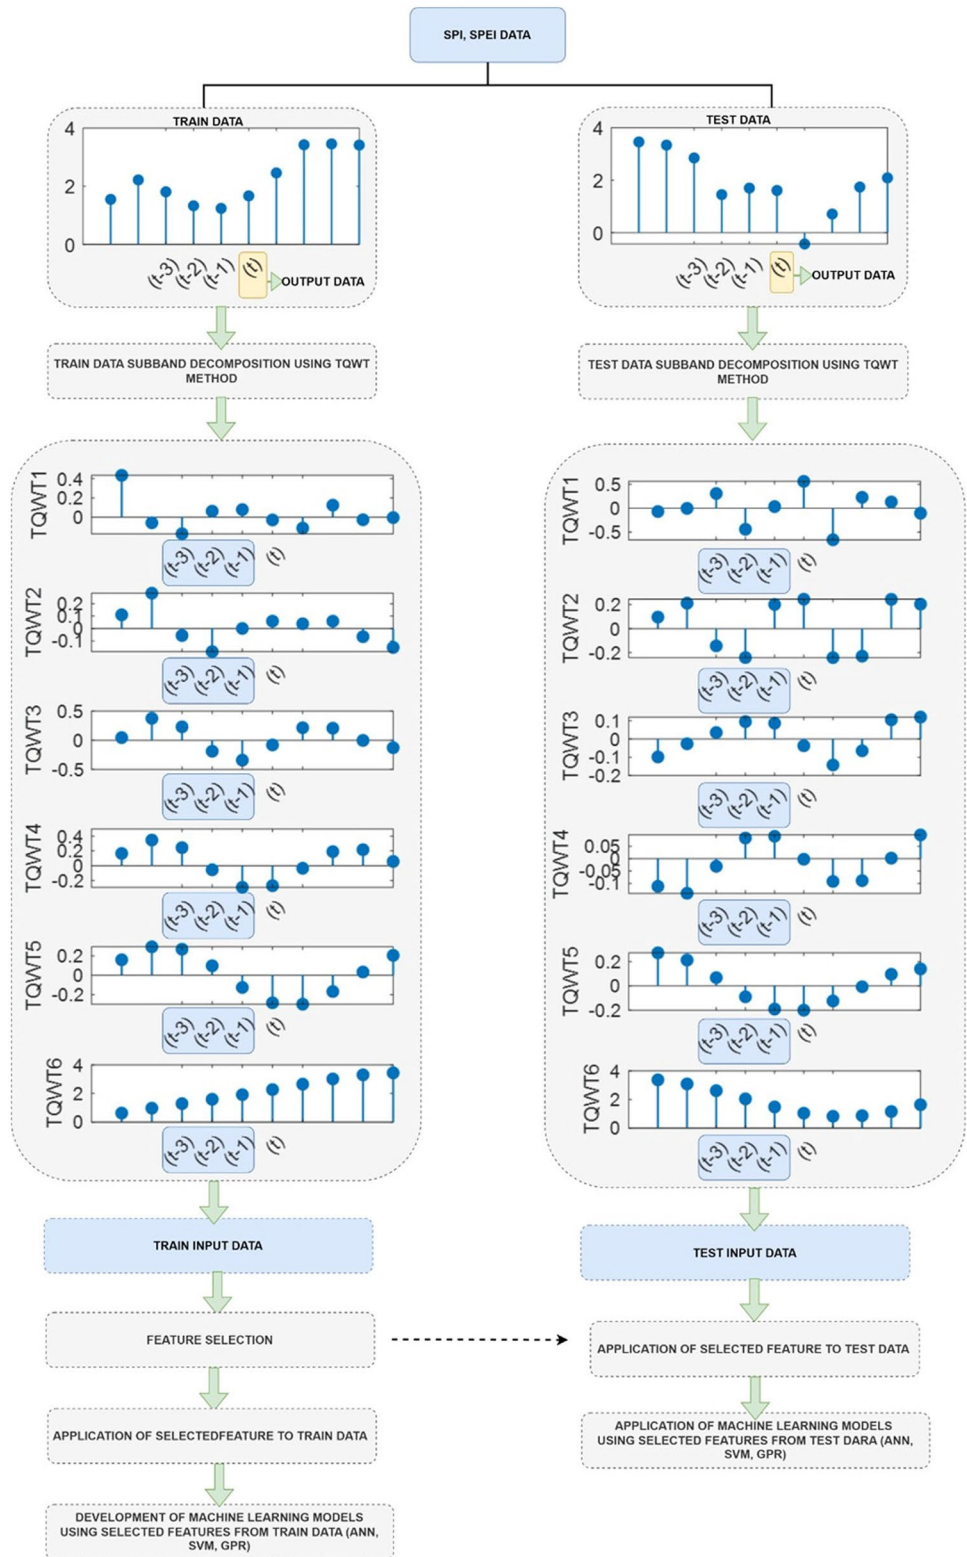 SPI, SPEI DATA
TRAIN DATA
4
2
0
(t-3) (t-2) (t-1) (t)
OUTPUT DATA
TRAIN DATA SUBBAND DECOMPOSITION USING TQWT
METHOD
TQWT1
0.4
0.2
0
(t-3) (t-2) (t-1) (t)
TQWT2
0.2
0.1
0
-0.1
(t-3) (t-2) (t-1) (t)
TQWT3
0.5
0
-0.5
(t-3) (t-2) (t-1) (t)
TQWT4
0.4
0.2
0
-0.2
(t-3) (t-2) (t-1) (t)
TQWT5
0.2
0
-0.2
(t-3) (t-2) (t-1) (t)
TQWT6
4
2
0
(t-3) (t-2) (t-1) (t)
TRAIN INPUT DATA
FEATURE SELECTION
APPLICATION OF SELECTEDFEATURE TO TRAIN DATA
DEVELOPMENT OF MACHINE LEARNING MODELS
USING SELECTED FEATURES FROM TRAIN DATA (ANN,
SVM, GPR)
TEST DATA
4
2
0
(t-3) (t-2) (t-1) (t)
OUTPUT DATA
TEST DATA SUBBAND DECOMPOSITION USING TQWT
METHOD
TQWT1
0.5
0
-0.5
(t-3) (t-2) (t-1) (t)
TQWT2
0.2
0
-0.2
(t-3) (t-2) (t-1) (t)
TQWT3
0.1
0
-0.1
-0.2
(t-3) (t-2) (t-1) (t)
TQWT4
0.05
0
-0.05
-0.1
(t-3) (t-2) (t-1) (t)
TQWT5
0.2
0
-0.2
(t-3) (t-2) (t-1) (t)
TQWT6
4
2
0
(t-3) (t-2) (t-1) (t)
TEST INPUT DATA
APPLICATION OF SELECTED FEATURE TO TEST DATA
APPLICATION OF MACHINE LEARNING MODELS
USING SELECTED FEATURES FROM TEST DARA (ANN,
SVM, GPR)